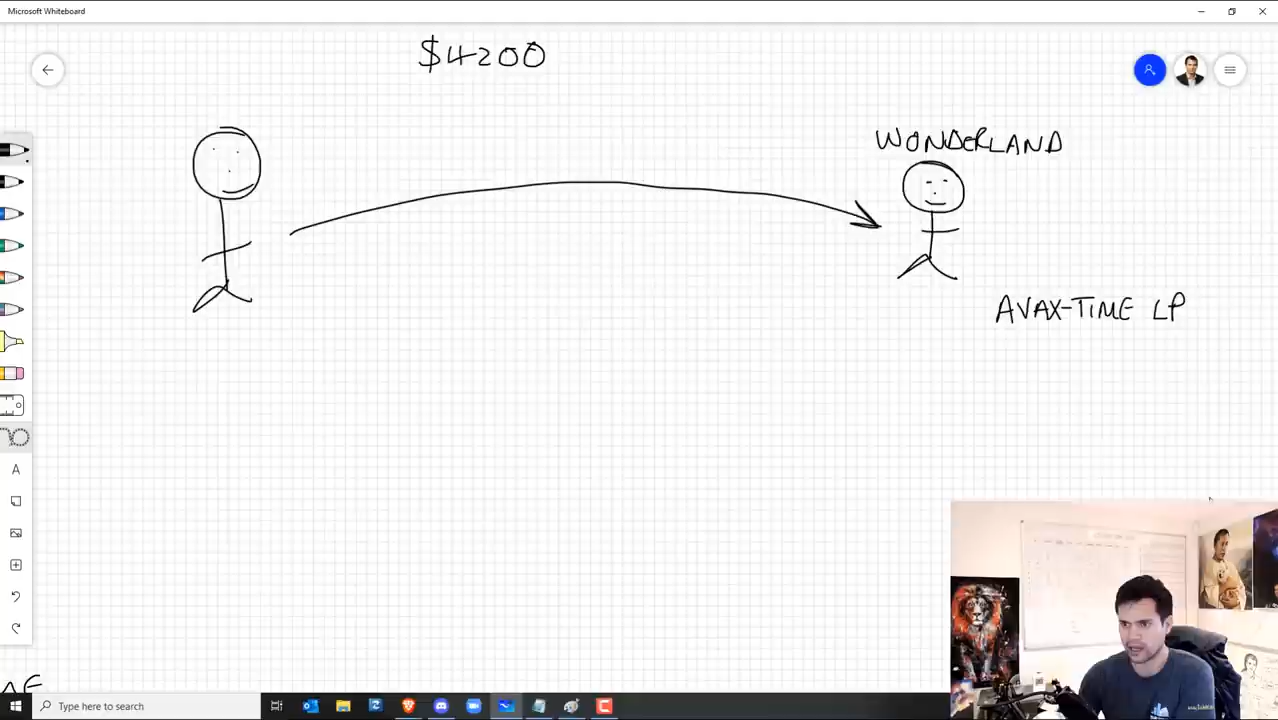 Microsoft Whiteboard
$4200
WONDERLAND
AVAX-TIME LP
A
Type here to search